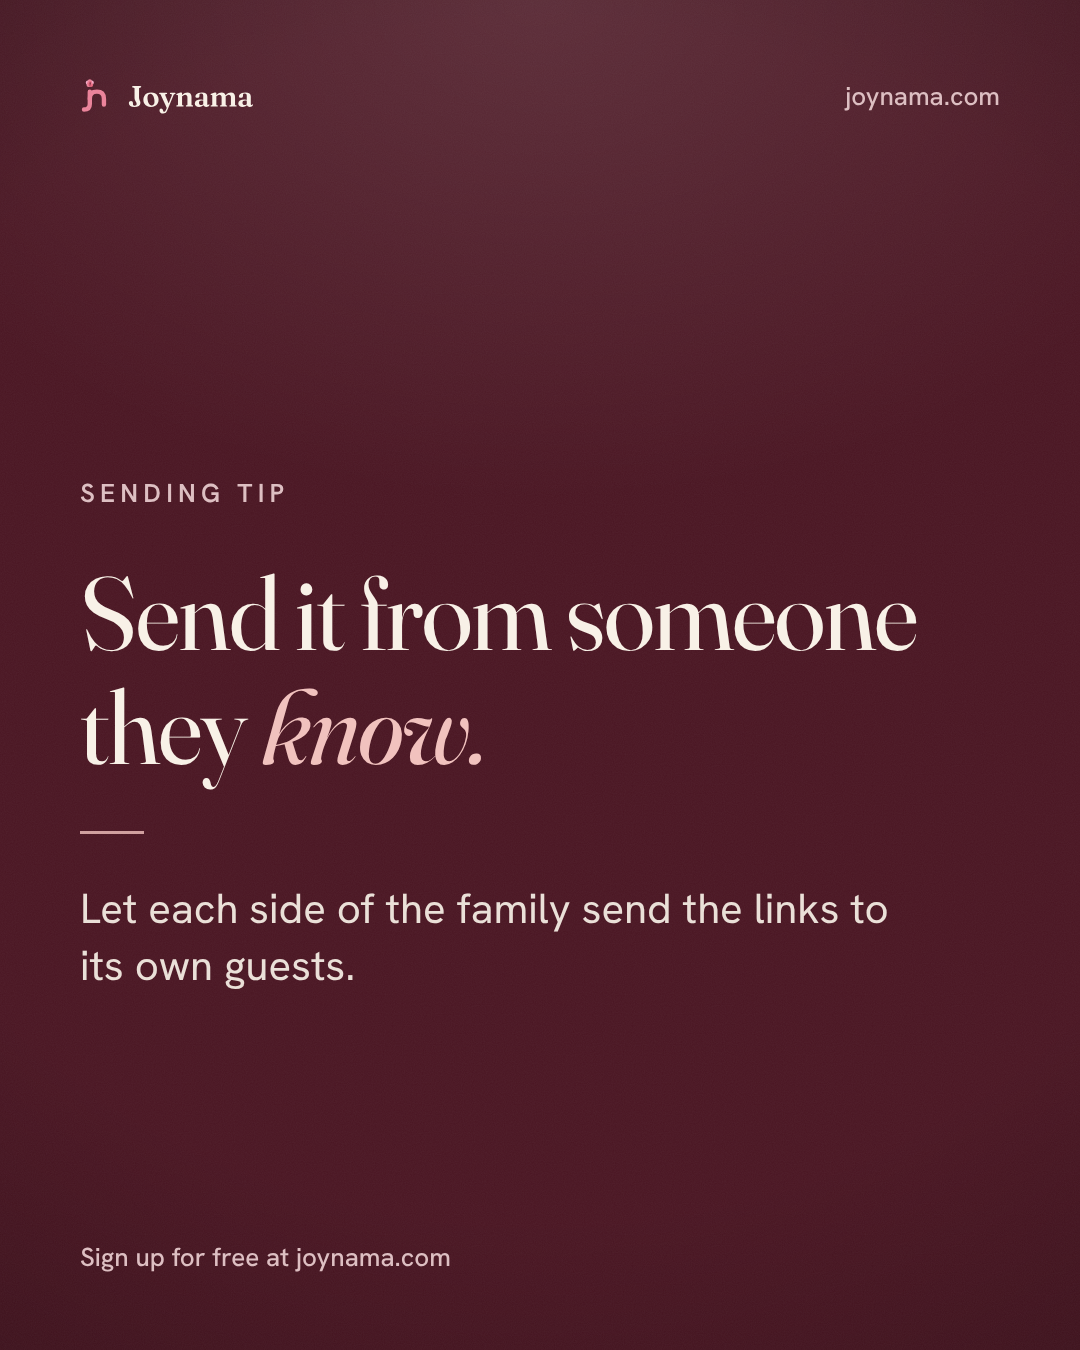 Joynama
joynama.com
SENDING TIP
Send it from someone
they know.
Let each side of the family send the links to
its own guests.
Sign up for free at joynama.com